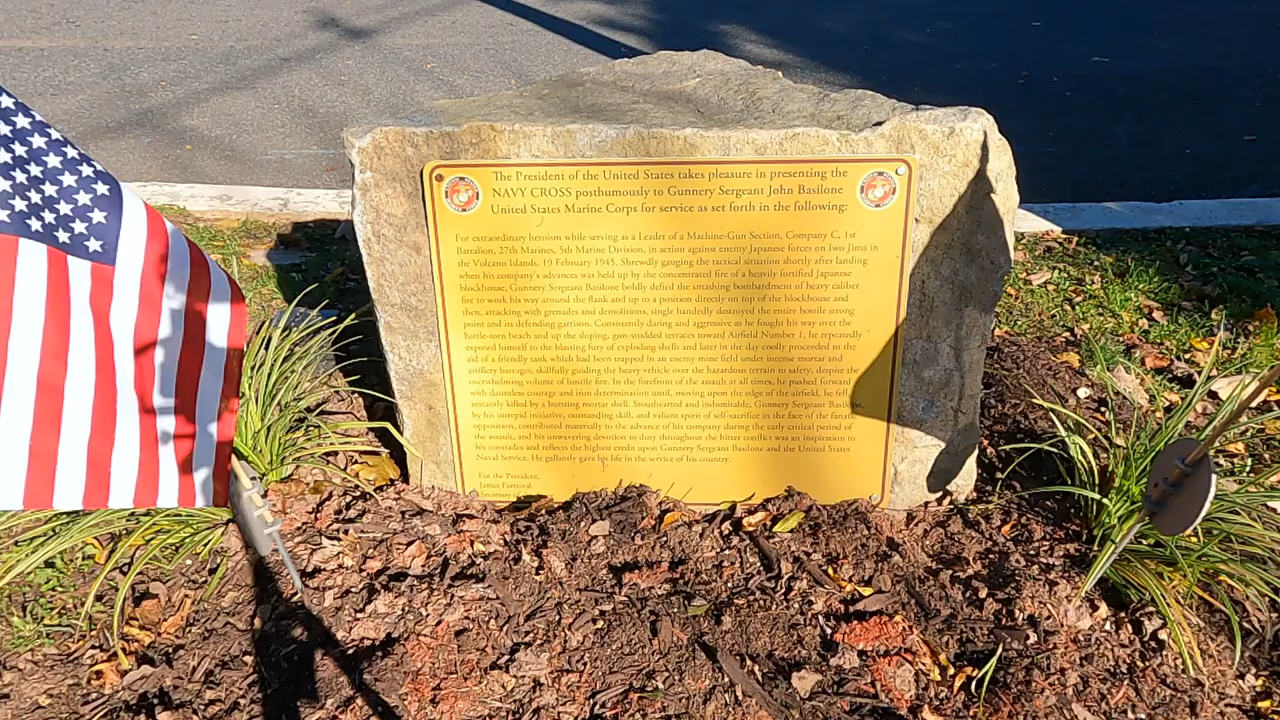 The President of the United States takes pleasure in presenting the
NAVY CROSS posthumously to Gunnery Sergeant John Basilone
United States Marine Corps for service as set forth in the following:
For extraordinary heroism while serving as a Leader of a Machine-Gun Section, Company C, 1st
Battalion, 27th Marines, 5th Marine Division, in action against enemy Japanese forces on Iwo Jima in
the Volcano Islands, 19 February 1945. Shrewdly gauging the tactical situation shortly after landing
when his company's advances was held up by the concentrated fire of a heavily fortified Japanese
blockhouse, Gunnery Sergeant Basilone boldly defied the smashing bombardment of heavy caliber
fire to work his way around the flank and up to a position directly on top of the blockhouse and
then, attacking with grenades and demolitions, single handedly destroyed the entire hostile strong
point and its defending garrison. Consistently daring and aggressive as he fought his way over the
battle-torn beach and up the sloping, gun-studded terraces toward Airfield Number 1, he repeatedly
exposed himself to the blasting fury of exploding shells and later in the day coolly proceeded to the
aid of a friendly tank which had been trapped in an enemy mine field under intense mortar and
artillery barrages, skillfully guiding the heavy vehicle over the hazardous terrain to safety, despite the
overwhelming volume of hostile fire. In the forefront of the assault at all times, he pushed forward
with dauntless courage and iron determination until, moving upon the edge of the airfield, he fell,
instantly killed by a bursting mortar shell. Stouthearted and indomitable, Gunnery Sergeant Basilone,
by his intrepid initiative, outstanding skill, and valiant spirit of self-sacrifice in the face of the fanatic
opposition, contributed materially to the advance of his company during the early critical period of
the assault, and his unwavering devotion to duty throughout the bitter conflict was an inspiration to
his comrades and reflects the highest credit upon Gunnery Sergeant Basilone and the United States
Naval Service. He gallantly gave his life in the service of his country.
For the President,
James Forrestal
Secretary of